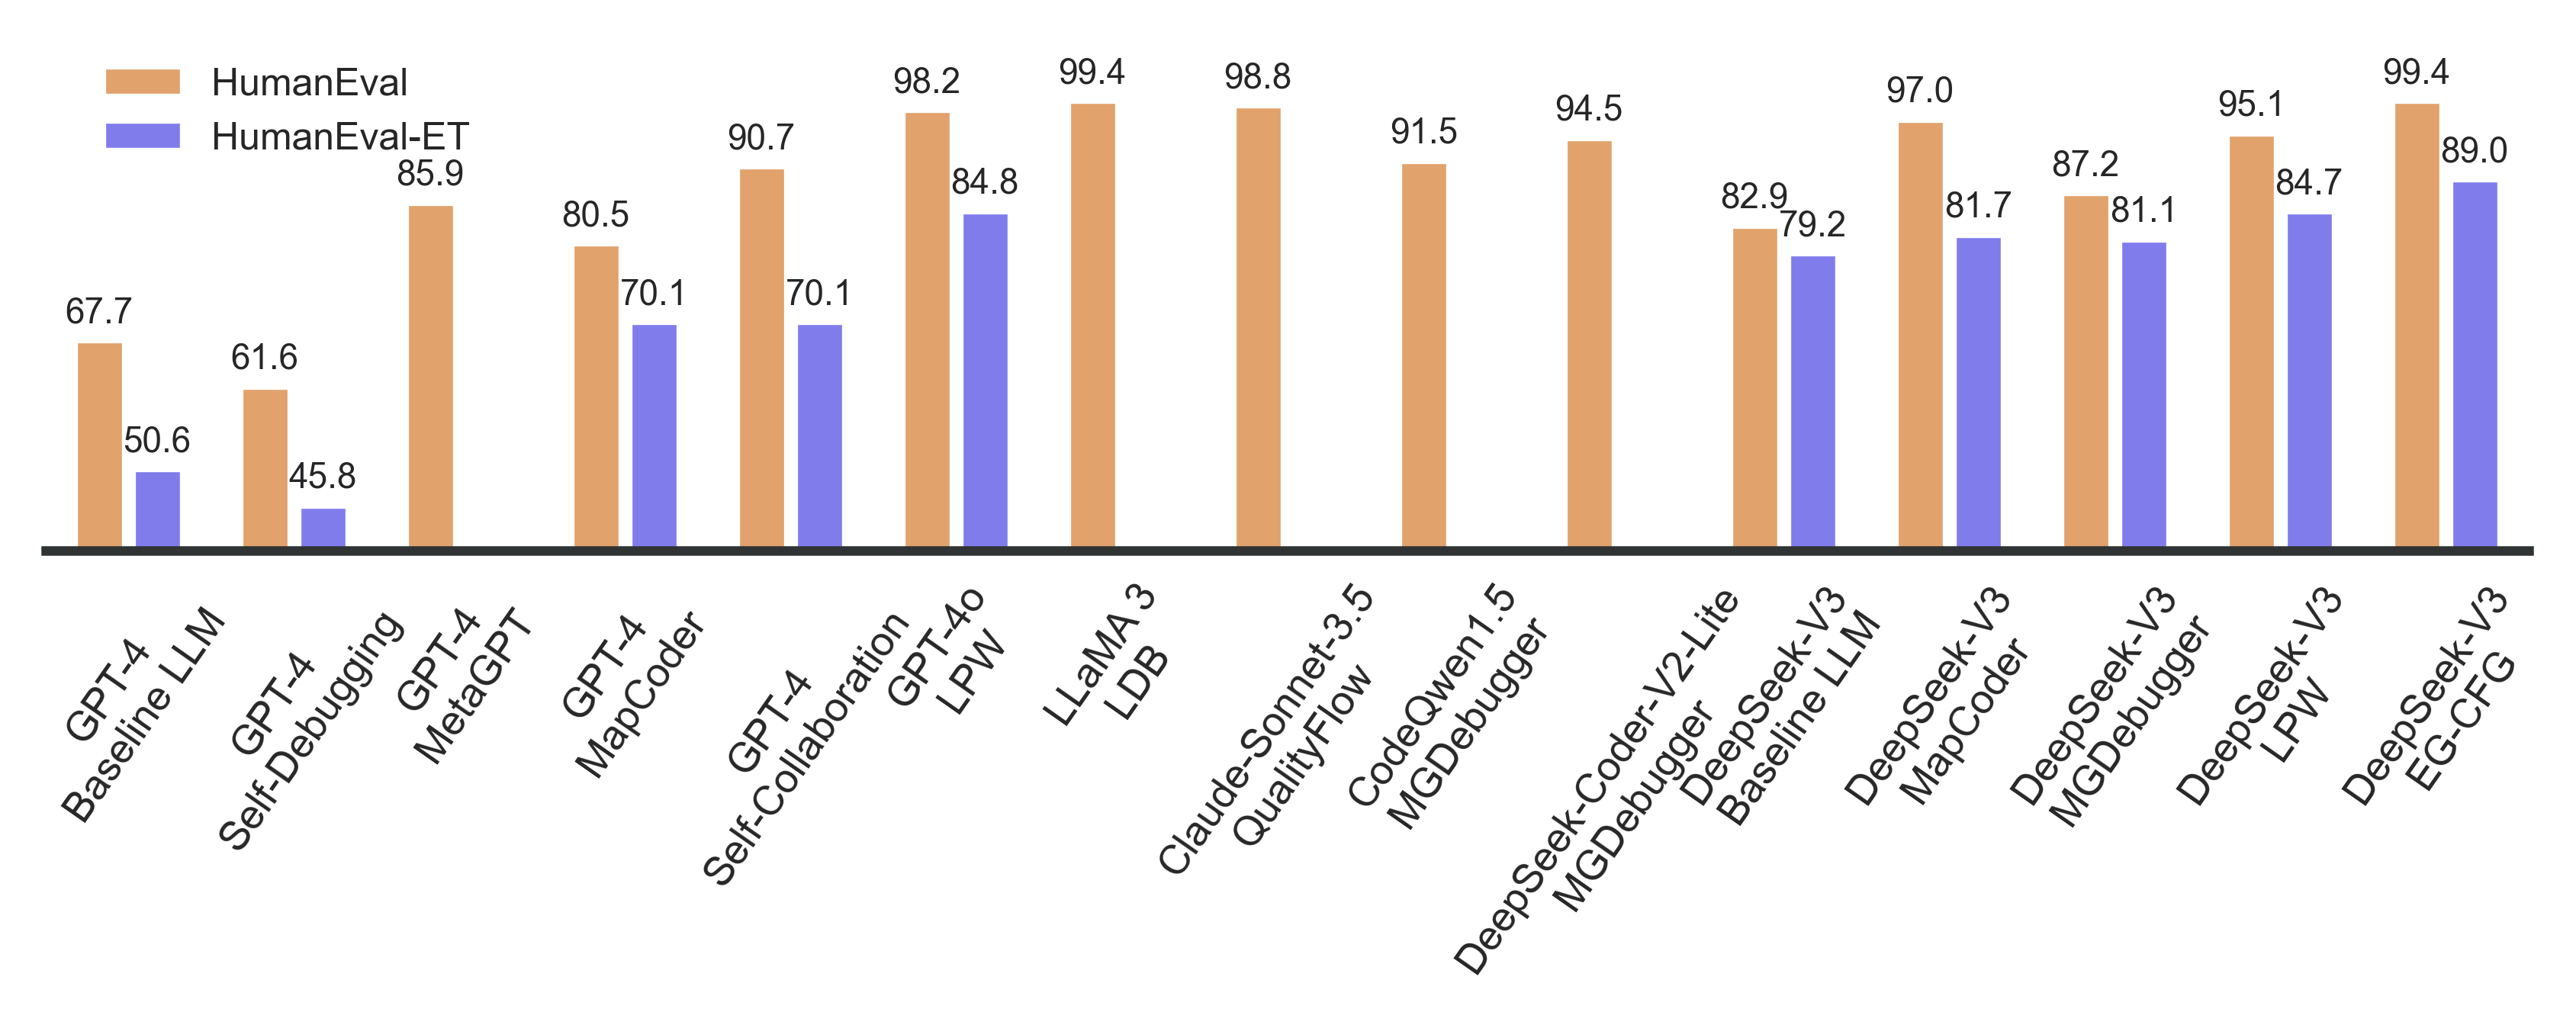 HumanEval
HumanEval-ET
67.7
50.6
61.6
45.8
85.9
80.5
70.1
90.7
70.1
98.2
84.8
99.4
98.8
91.5
94.5
82.9
79.2
97.0
81.7
87.2
81.1
95.1
84.7
99.4
89.0
GPT-4
Baseline LLM
GPT-4
Self-Debugging
GPT-4
MetaGPT
GPT-4
MapCoder
GPT-4
Self-Collaboration
GPT-4o
LPW
LLaMA 3
LDB
Claude-Sonnet-3.5
QualityFlow
CodeQwen1.5
MGDebugger
DeepSeek-Coder-V2-Lite
MGDebugger
DeepSeek-V3
Baseline LLM
DeepSeek-V3
MapCoder
DeepSeek-V3
MGDebugger
DeepSeek-V3
LPW
DeepSeek-V3
EG-CFG